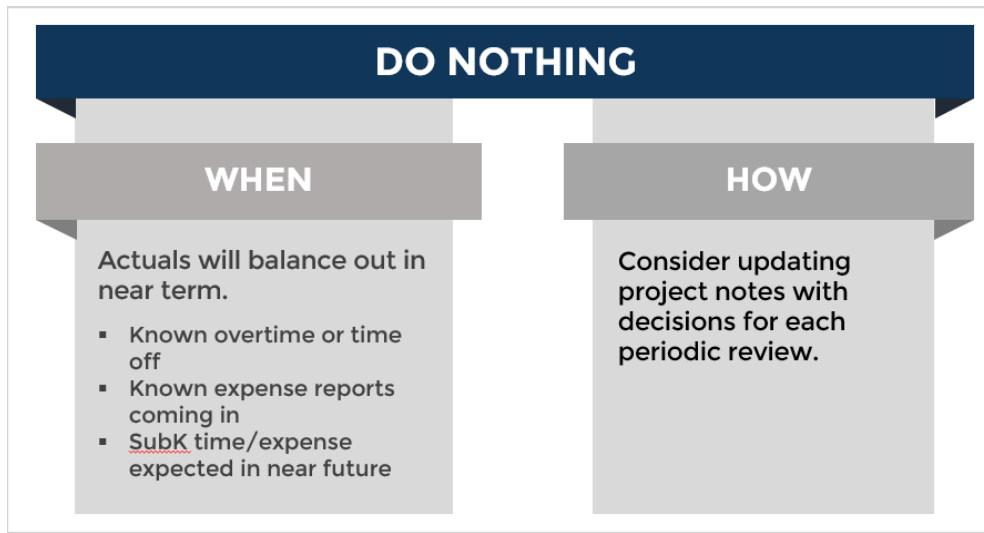 DO NOTHING
WHEN
Actuals will balance out in
near term.
▪ Known overtime or time
off
▪ Known expense reports
coming in
▪ SubK time/expense
expected in near future
HOW
Consider updating
project notes with
decisions for each
periodic review.